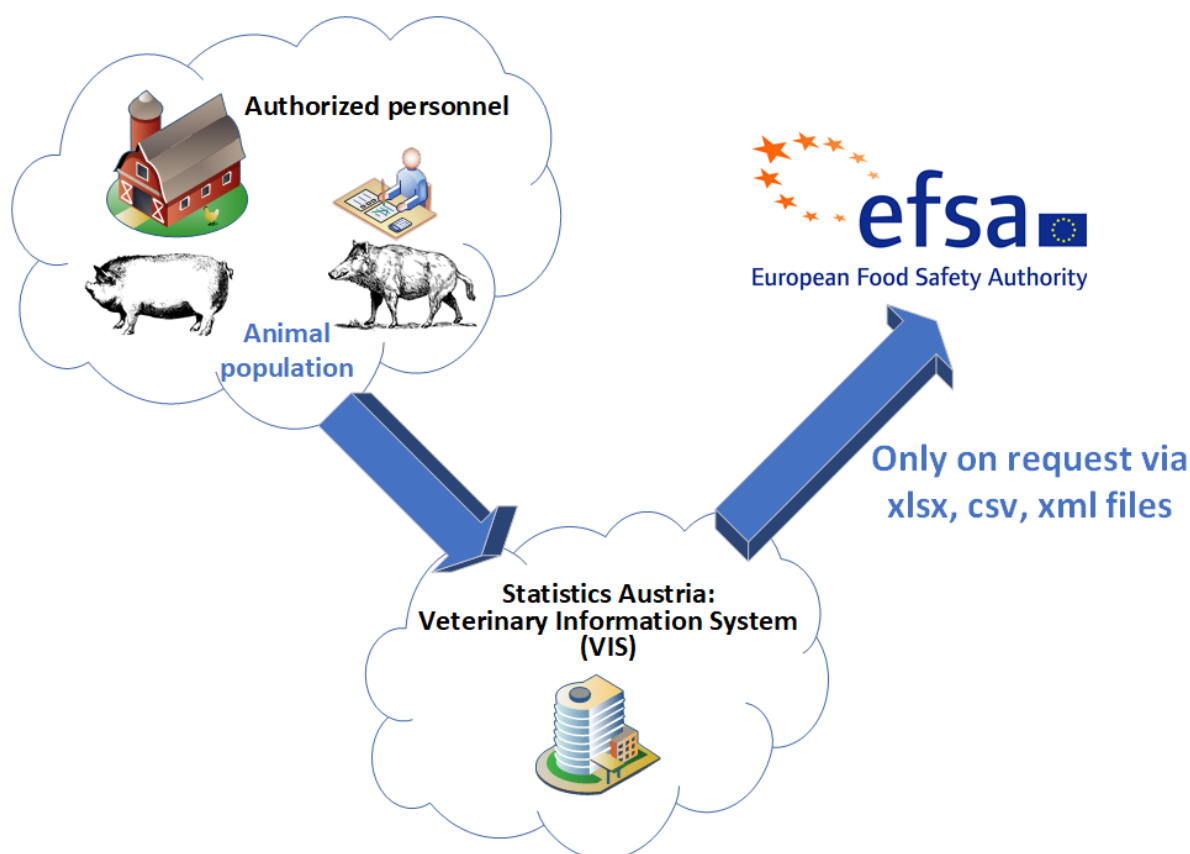 Authorized personnel
Animal
population
efsa
European Food Safety Authority
Only on request via
xlsx, csv, xml files
Statistics Austria:
Veterinary Information System
(VIS)